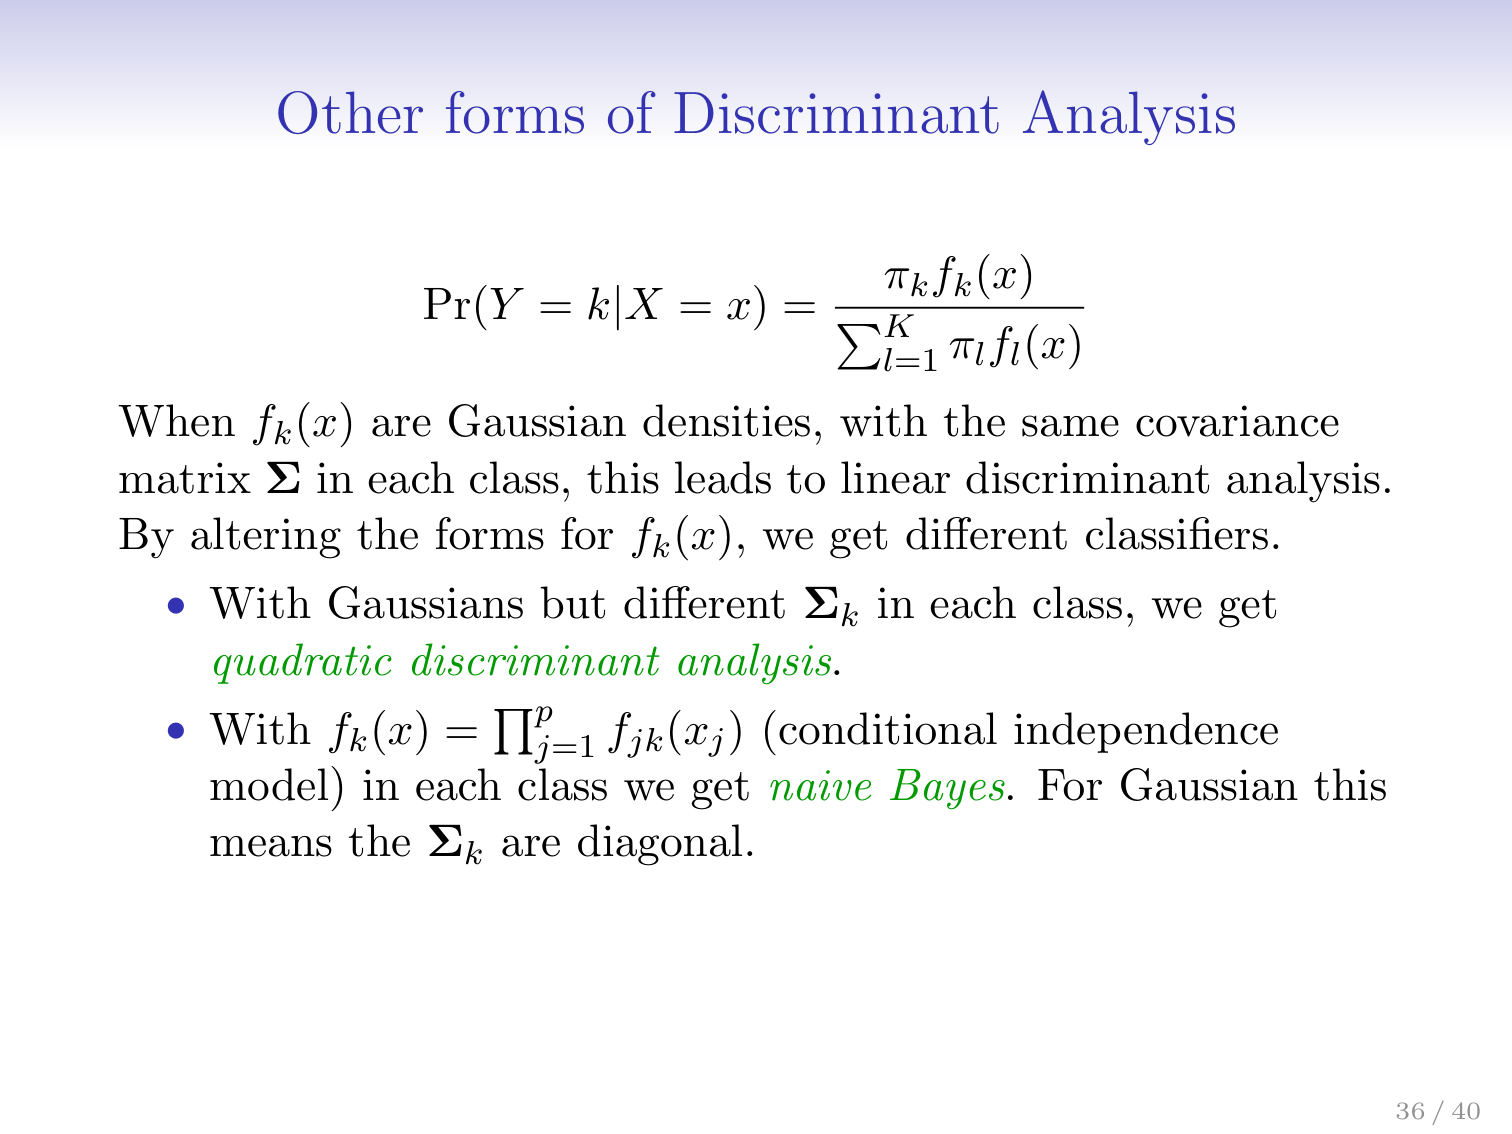 Other forms of Discriminant Analysis
Pr(Y = k|X = x) = \frac{π_k f_k(x)}{\sum_{l=1}^{K} π_l f_l(x)}
When f_k(x) are Gaussian densities, with the same covariance
matrix Σ in each class, this leads to linear discriminant analysis.
By altering the forms for f_k(x), we get different classifiers.
• With Gaussians but different Σ_k in each class, we get
quadratic discriminant analysis.
• With f_k(x) = \prod_{j=1}^{p} f_{jk}(x_j) (conditional independence
model) in each class we get naive Bayes. For Gaussian this
means the Σ_k are diagonal.
36 / 40